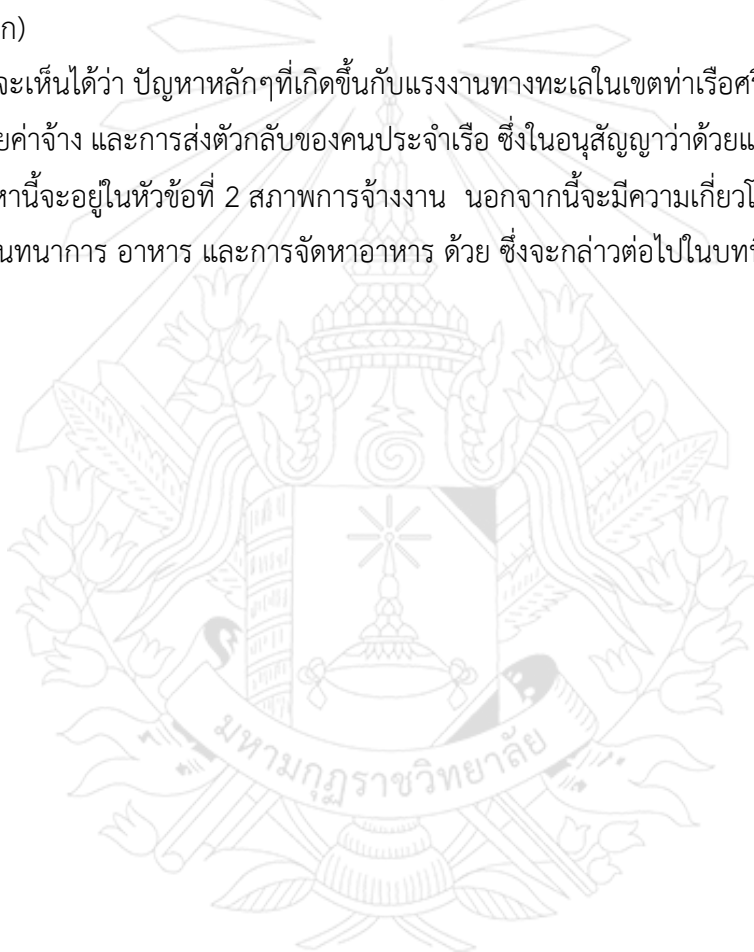 ก)
จะเห็นได้ว่า ปัญหาหลักๆที่เกิดขึ้นกับแรงงานทางทะเลในเขตท่าเรือศรี
ยค่าจ้าง และการส่งตัวกลับของคนประจำเรือ ซึ่งในอนุสัญญาว่าด้วยแ
หานี้จะอยู่ในหัวข้อที่ 2 สภาพการจ้างงาน นอกจากนี้จะมีความเกี่ยวโ
นทนาการ อาหาร และการจัดหาอาหาร ด้วย ซึ่งจะกล่าวต่อไปในบทที่
มหามกุฏราชวิทยาลัย